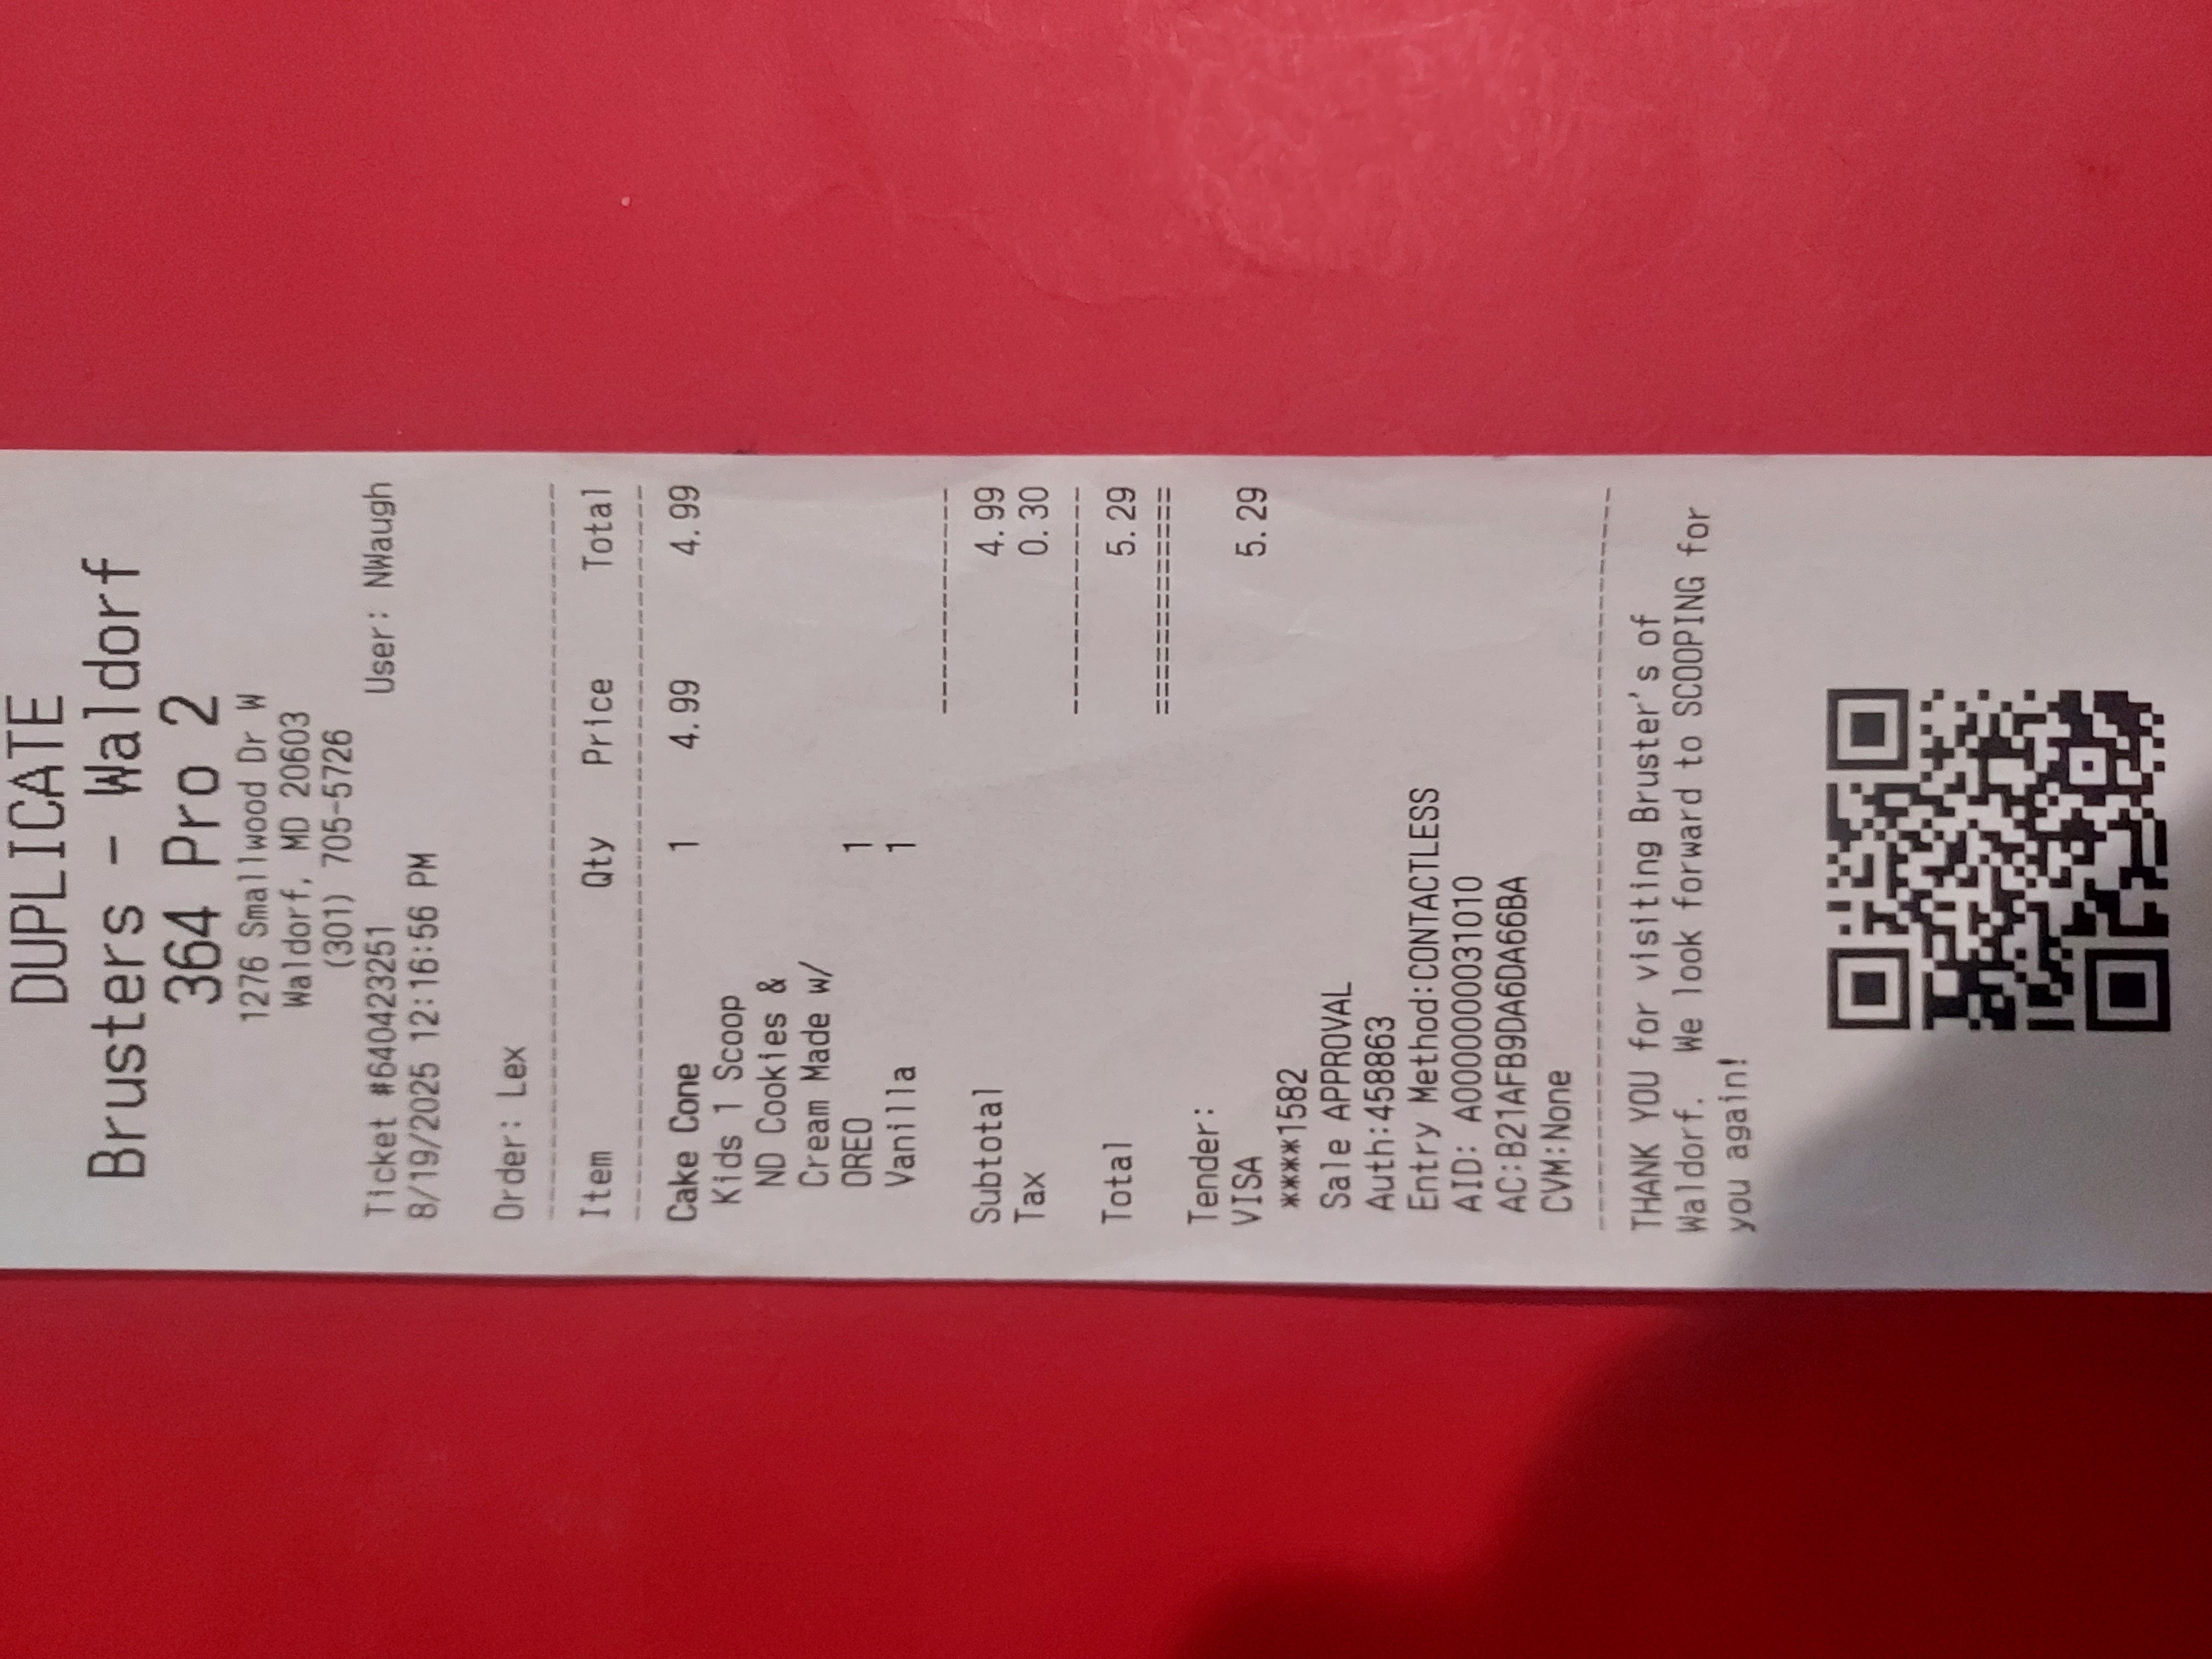 DUPLICATE
Brusters - Waldorf
364 Pro 2
1276 Smallwood Dr W
Waldorf, MD 20603
(301) 705-5726
Ticket #640423251 User: NWaugh
8/19/2025 12:16:56 PM
Order: Lex
Item Qty Price Total
Cake Cone 1 4.99 4.99
Kids 1 Scoop
ND Cookies &
Cream Made w/
OREO 1
Vanilla 1
Subtotal 4.99
Tax 0.30
Total 5.29
Tender:
VISA 5.29
****1582
Sale APPROVAL
Auth:458863
Entry Method:CONTACTLESS
AID: A0000000031010
AC:B21AFB9DA6DA66BA
CVM:None
THANK YOU for visiting Bruster's of
Waldorf. We look forward to SCOOPING for
you again!